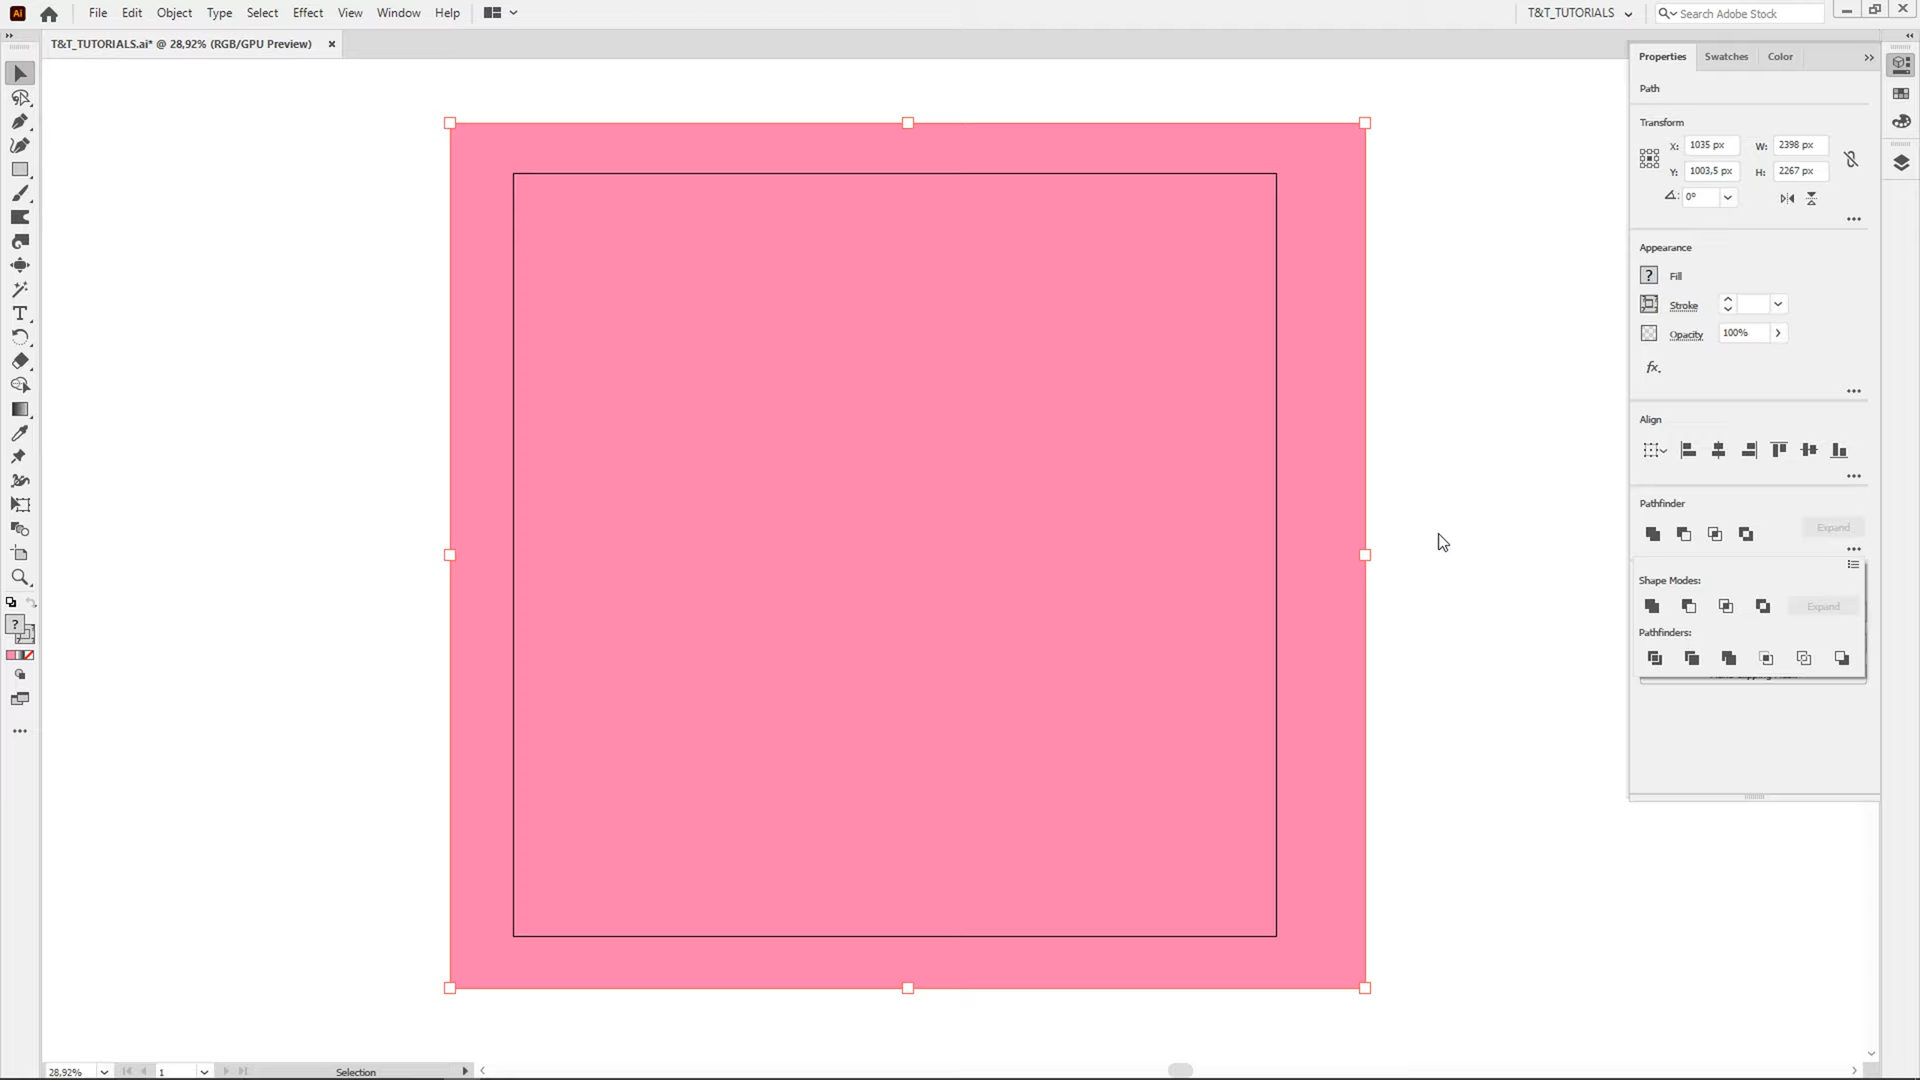 Ai File Edit Object Type Select Effect View Window Help T&T_TUTORIALS Search Adobe Stock
T&T_TUTORIALS.ai* @ 28,92% (RGB/GPU Preview) ×
Properties Swatches Color
Path
Transform
X: 1035 px W: 2398 px
Y: 1003,5 px H: 2267 px
0°
Appearance
? Fill
Stroke
Opacity 100%
fx.
Align
Pathfinder
Expand
Shape Modes:
Expand
Pathfinders:
?
28,92% 1 Selection